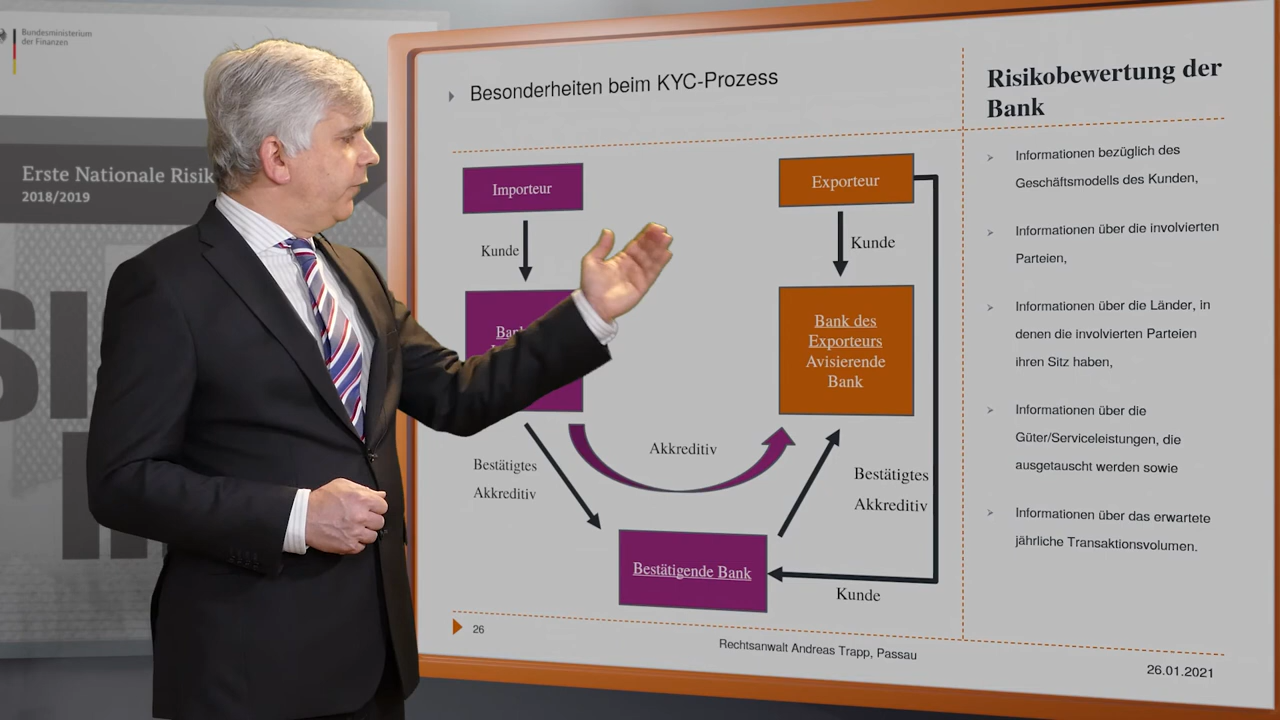 Bundesministerium
der Finanzen
Erste Nationale Risik
2018/2019
Besonderheiten beim KYC-Prozess
Importeur
Kunde
Exporteur
Kunde
Bank des
Exporteurs
Avisierende
Bank
Akkreditiv
Bestätigtes
Akkreditiv
Bestätigtes
Akkreditiv
Bestätigende Bank
Kunde
26
Rechtsanwalt Andreas Trapp, Passau
26.01.2021
Risikobewertung der
Bank
Informationen bezüglich des
Geschäftsmodells des Kunden,
Informationen über die involvierten
Parteien,
Informationen über die Länder, in
denen die involvierten Parteien
ihren Sitz haben,
Informationen über die
Güter/Serviceleistungen, die
ausgetauscht werden sowie
Informationen über das erwartete
jährliche Transaktionsvolumen.